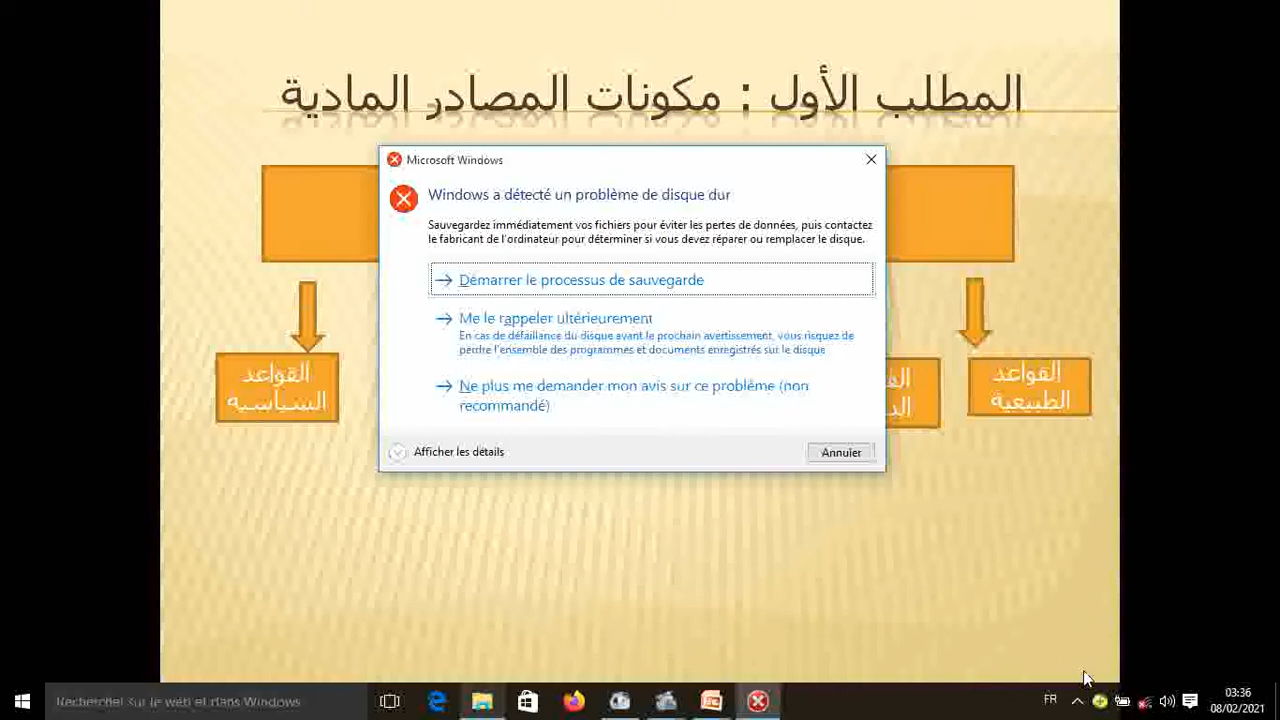 المطلب الأول : مكونات المصادر المادية
Microsoft Windows
Windows a détecté un problème de disque dur
Sauvegardez immédiatement vos fichiers pour éviter les pertes de données, puis contactez
le fabricant de l'ordinateur pour déterminer si vous devez réparer ou remplacer le disque.
Démarrer le processus de sauvegarde
Me le rappeler ultérieurement
En cas de défaillance du disque avant le prochain avertissement, vous risquez de
perdre l'ensemble des programmes et documents enregistrés sur le disque
Ne plus me demander mon avis sur ce problème (non
recommandé)
Afficher les détails
Annuler
القواعد
الطبيعية
القواعد
السياسيه
Rechercher sur le web et dans Windows
FR
03:36
08/02/2021